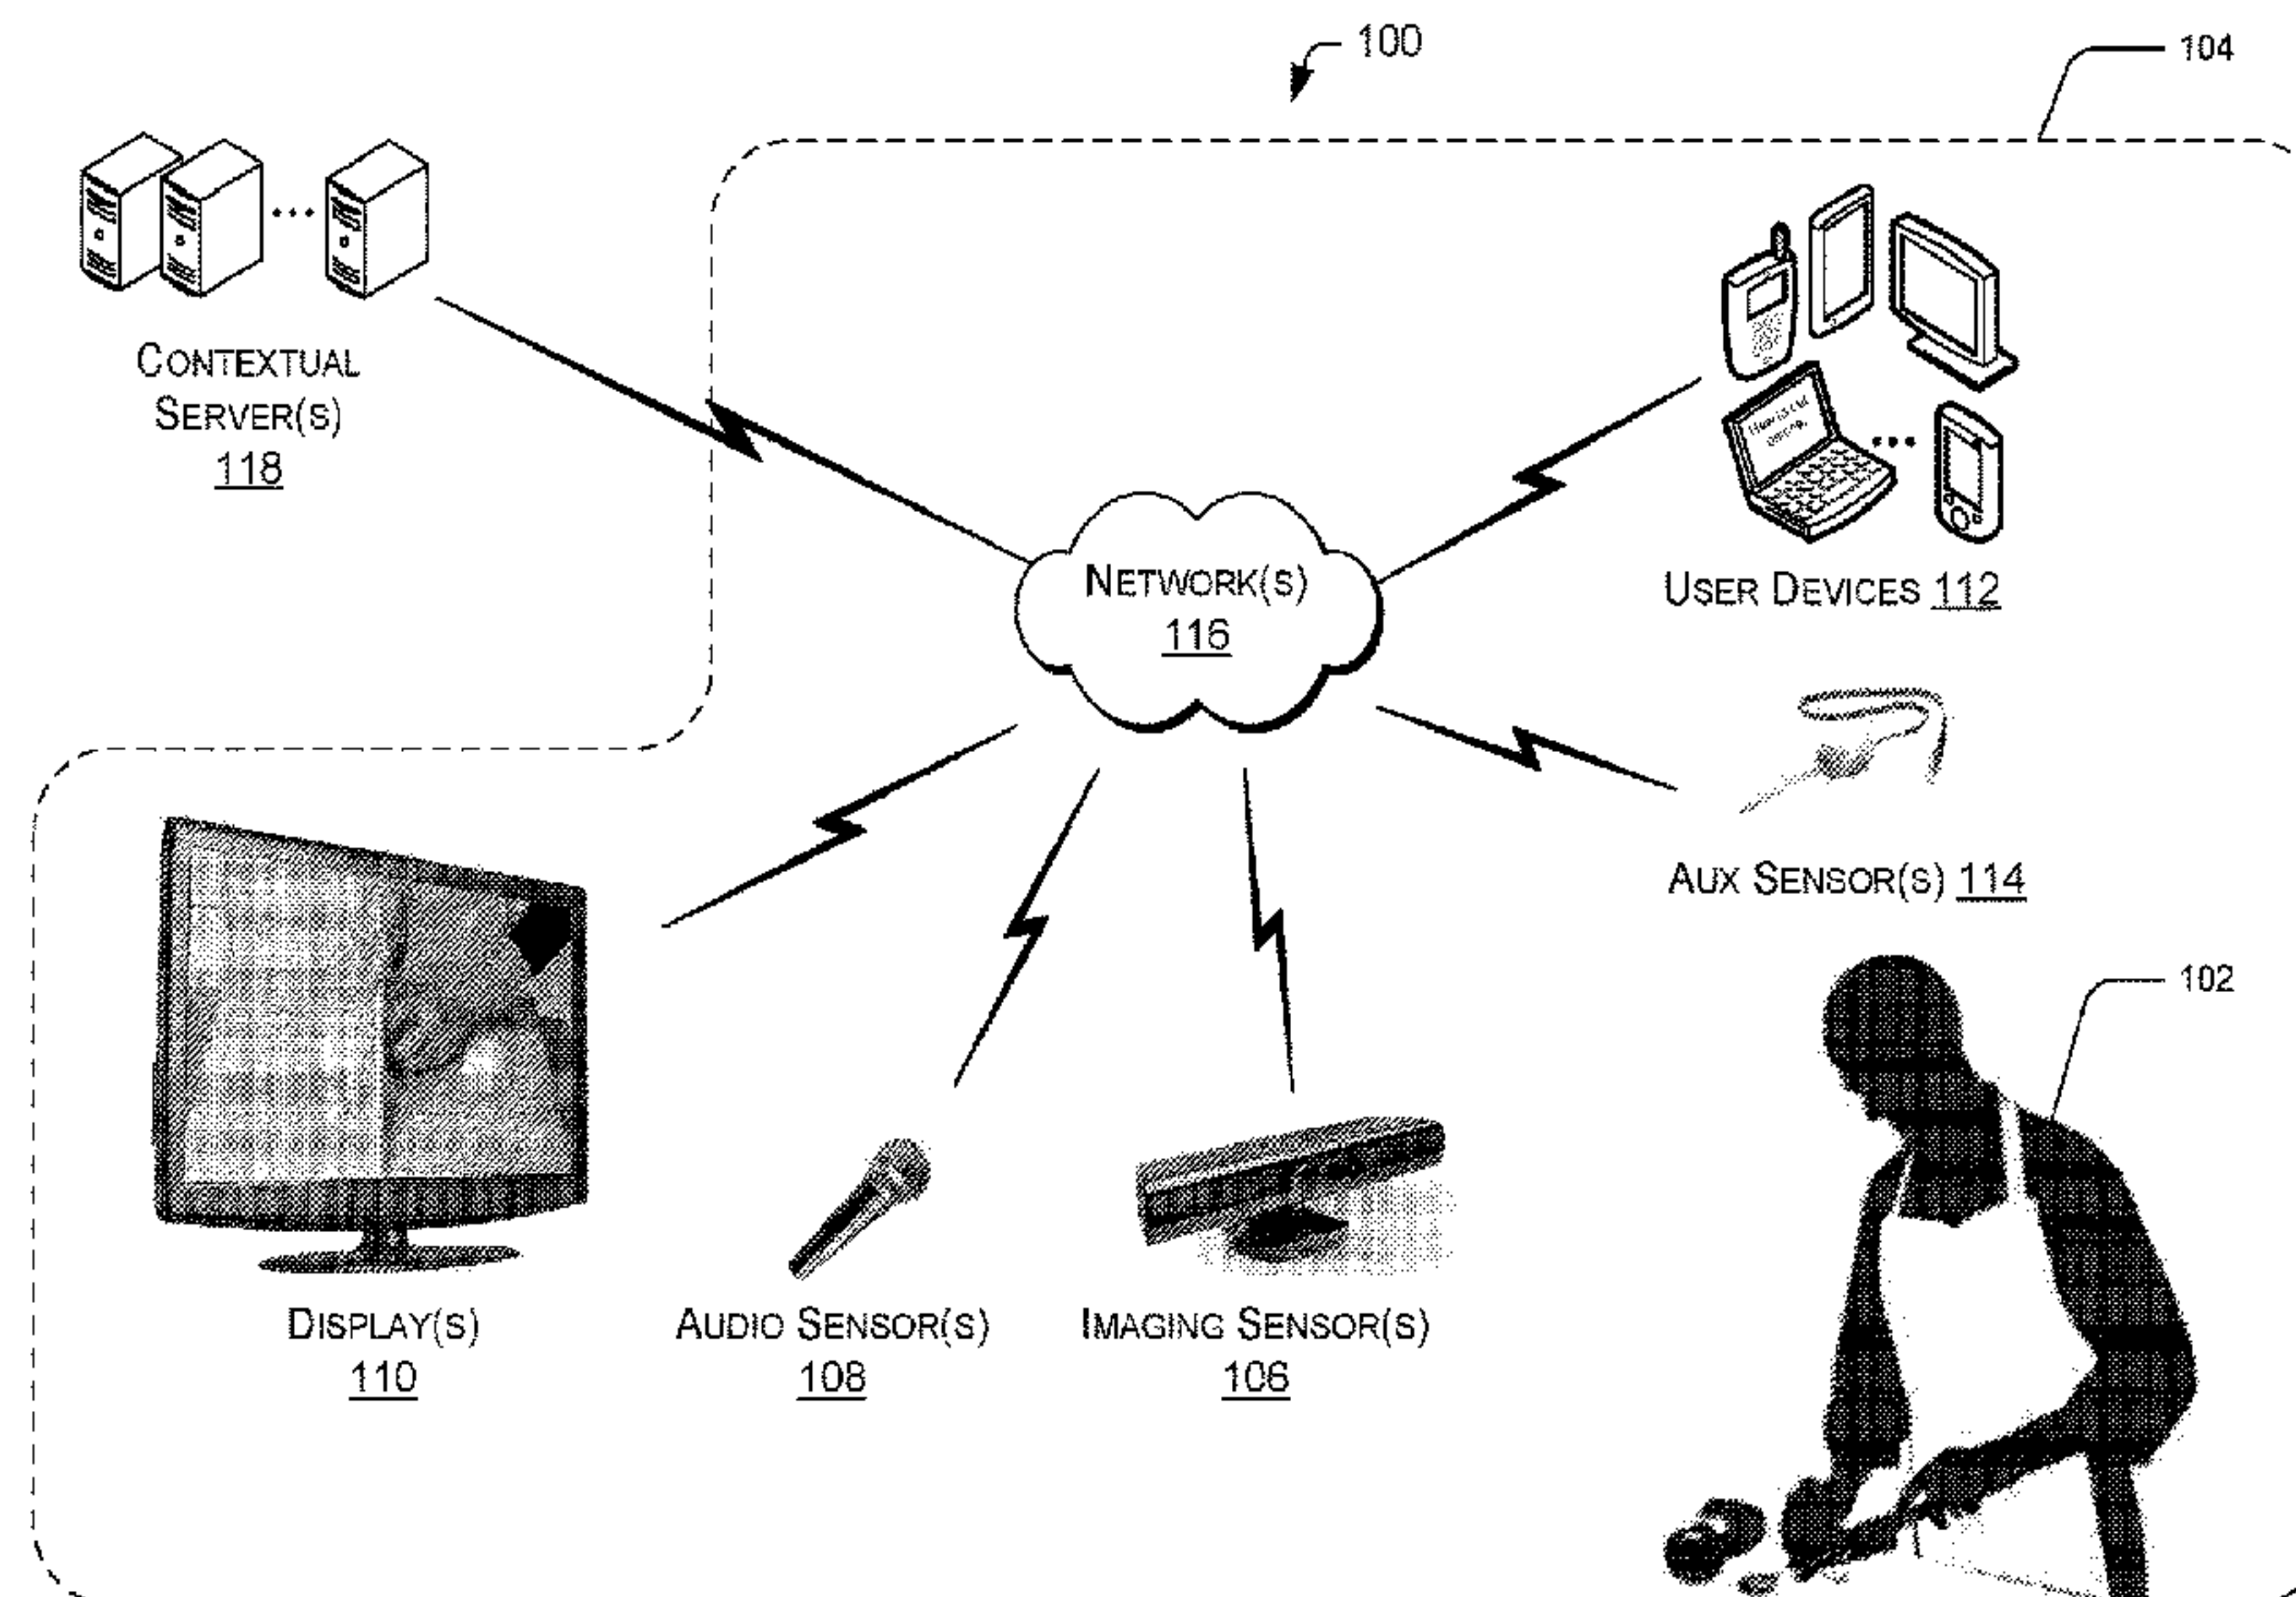 100
104
CONTEXTUAL
SERVER(S)
118
NETWORK(S)
116
USER DEVICES 112
AUX SENSOR(S) 114
102
DISPLAY(S)
110
AUDIO SENSOR(S)
108
IMAGING SENSOR(S)
106